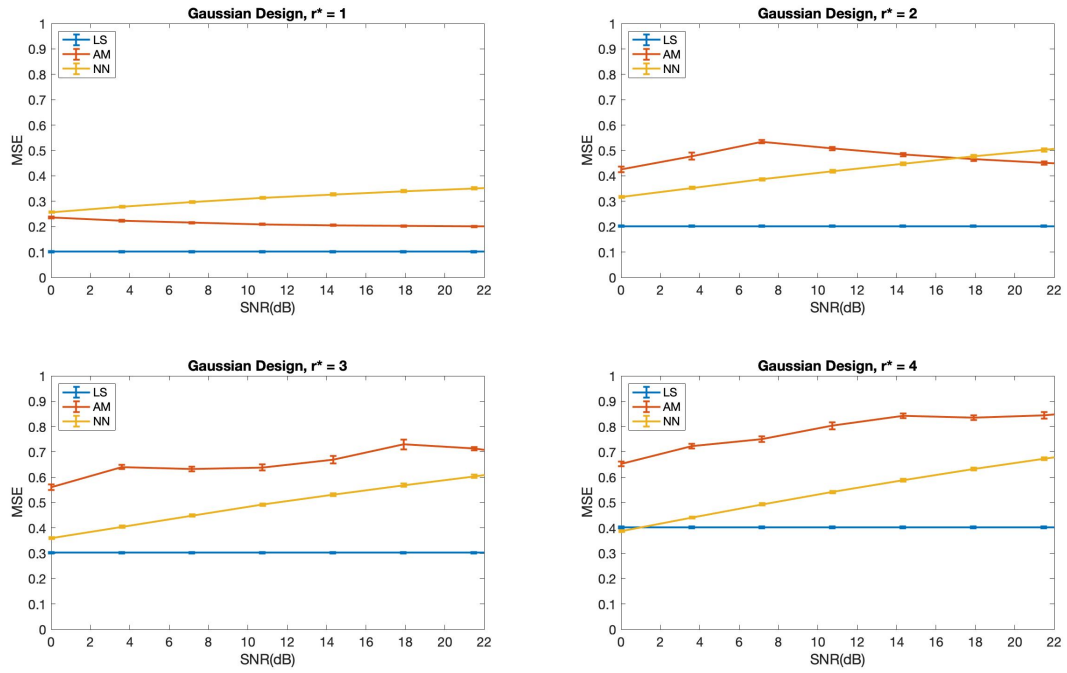 Gaussian Design, r* = 1
LS
AM
NN
1
0.9
0.8
0.7
0.6
0.5
0.4
0.3
0.2
0.1
0
MSE
0 2 4 6 8 10 12 14 16 18 20 22
SNR(dB)
Gaussian Design, r* = 2
LS
AM
NN
1
0.9
0.8
0.7
0.6
0.5
0.4
0.3
0.2
0.1
0
MSE
0 2 4 6 8 10 12 14 16 18 20 22
SNR(dB)
Gaussian Design, r* = 3
LS
AM
NN
1
0.9
0.8
0.7
0.6
0.5
0.4
0.3
0.2
0.1
0
MSE
0 2 4 6 8 10 12 14 16 18 20 22
SNR(dB)
Gaussian Design, r* = 4
LS
AM
NN
1
0.9
0.8
0.7
0.6
0.5
0.4
0.3
0.2
0.1
0
MSE
0 2 4 6 8 10 12 14 16 18 20 22
SNR(dB)